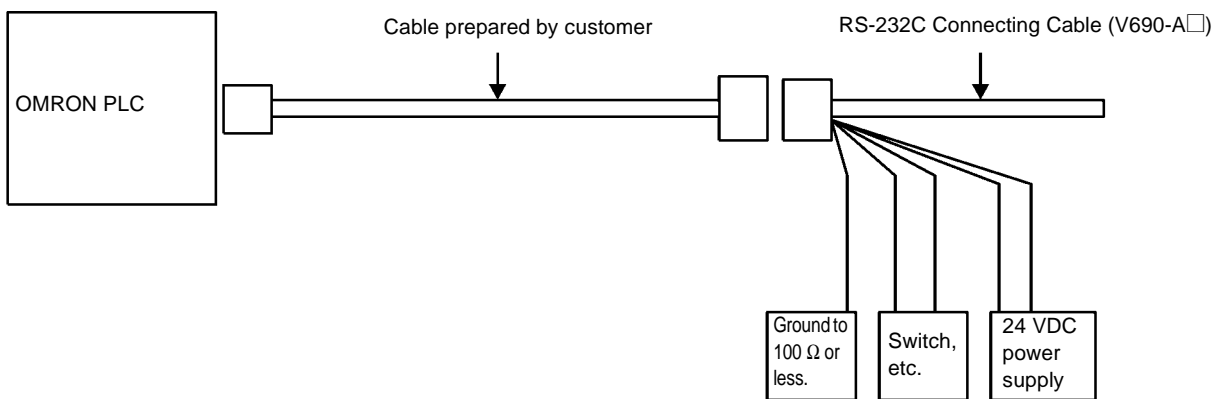 Cable prepared by customer
RS-232C Connecting Cable (V690-A□)
OMRON PLC
Ground to
100 Ω or
less.
Switch,
etc.
24 VDC
power
supply